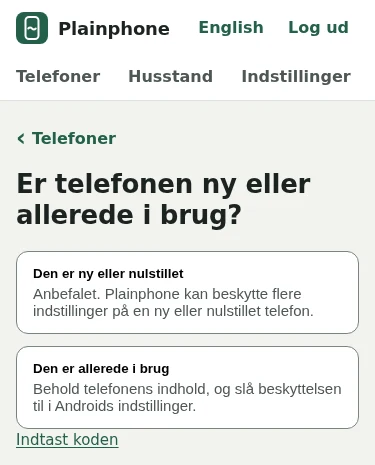 Plainphone English Log ud
Telefoner Husstand Indstillinger
‹ Telefoner
Er telefonen ny eller
allerede i brug?
Den er ny eller nulstillet
Anbefalet. Plainphone kan beskytte flere
indstillinger på en ny eller nulstillet telefon.
Den er allerede i brug
Behold telefonens indhold, og slå beskyttelsen
til i Androids indstillinger.
Indtast koden